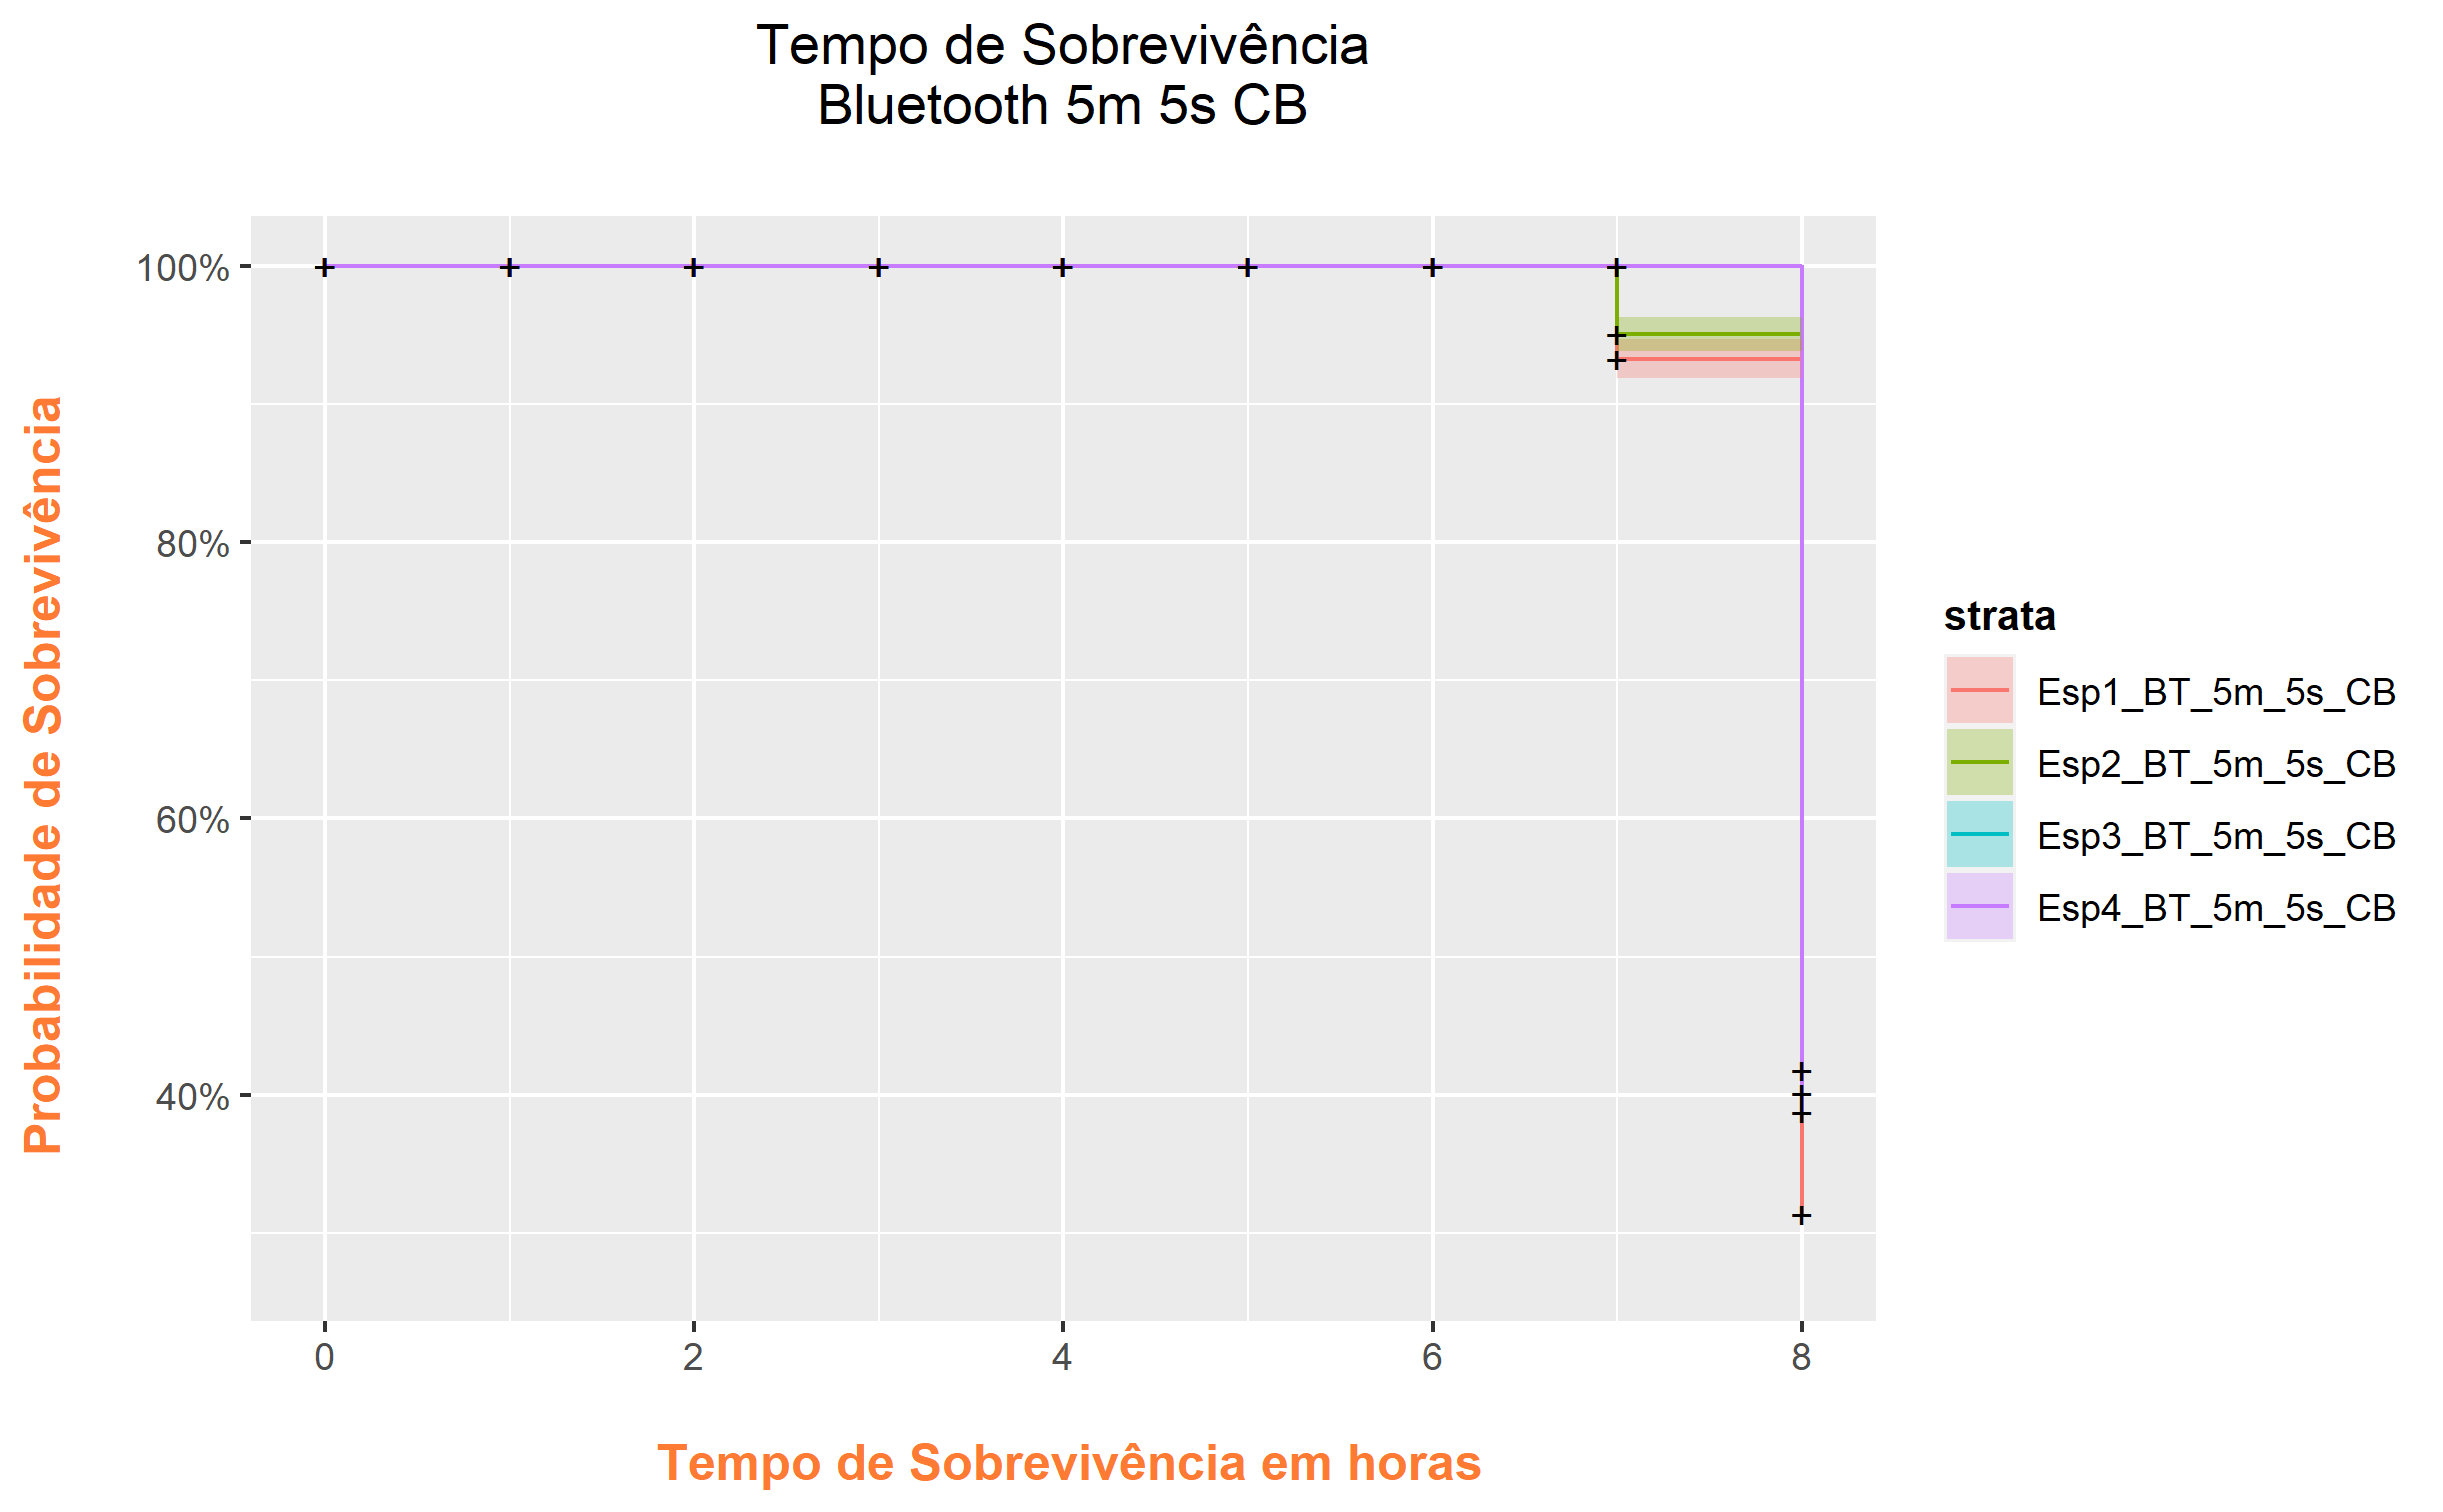 Tempo de Sobrevivência
Bluetooth 5m 5s CB
Probabilidade de Sobrevivência
100%
80%
60%
40%
0
2
4
6
8
Tempo de Sobrevivência em horas
strata
Esp1_BT_5m_5s_CB
Esp2_BT_5m_5s_CB
Esp3_BT_5m_5s_CB
Esp4_BT_5m_5s_CB